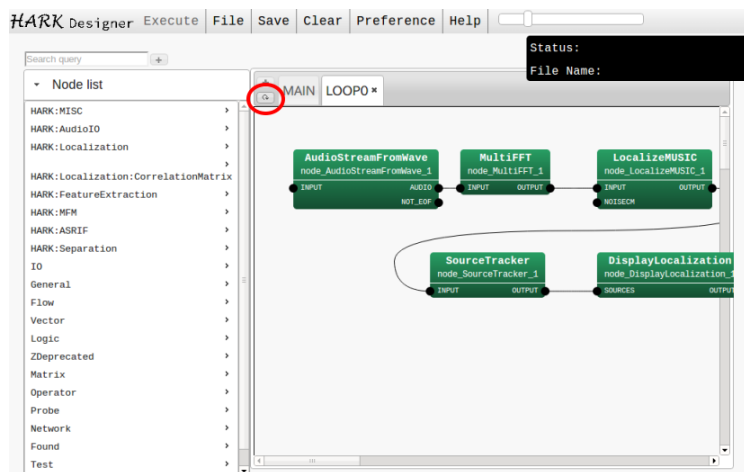 HARK Designer Execute File Save Clear Preference Help
Status:
File Name:
Search query +
Node list
MAIN LOOP0 ×
HARK:MISC
HARK:AudioIO
HARK:Localization
HARK:Localization:CorrelationMatrix
HARK:FeatureExtraction
HARK:MFM
HARK:ASRIF
HARK:Separation
IO
General
Flow
Vector
Logic
ZDeprecated
Matrix
Operator
Probe
Network
Found
Test
AudioStreamFromWave
node_AudioStreamFromWave_1
INPUT AUDIO
NOT_EOF
MultiFFT
node_MultiFFT_1
INPUT OUTPUT
LocalizeMUSIC
node_LocalizeMUSIC_1
INPUT OUTPUT
NOISECM
SourceTracker
node_SourceTracker_1
INPUT OUTPUT
DisplayLocalization
node_DisplayLocalization_1
SOURCES OUTPUT